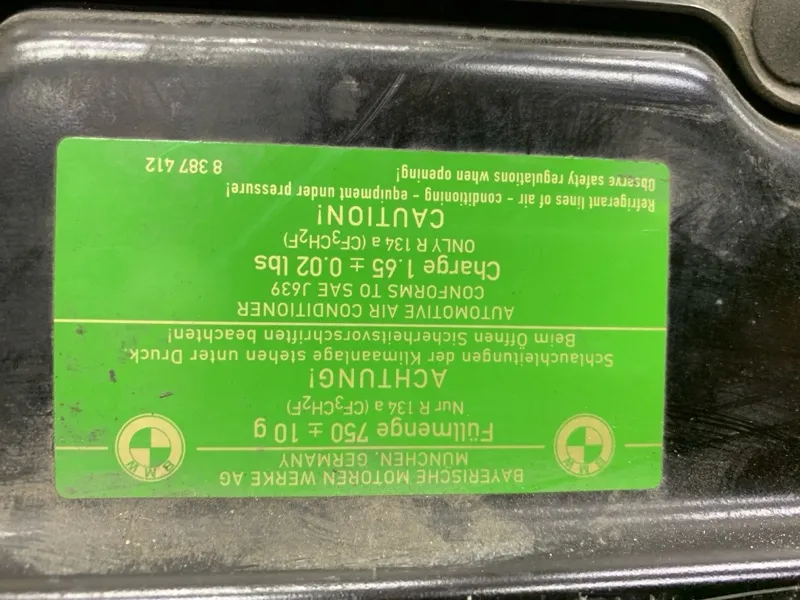 BAYERISCHE MOTOREN WERKE AG
MÜNCHEN, GERMANY
BMW
BMW
Füllmenge 750 ± 10 g
Nur R 134 a (CF3CH2F)
ACHTUNG!
Schlauchleitungen der Klimaanlage stehen unter Druck.
Beim Öffnen Sicherheitsvorschriften beachten!
AUTOMOTIVE AIR CONDITIONER
CONFORMS TO SAE J639
Charge 1.65 ± 0.02 lbs
ONLY R 134 a (CF3CH2F)
CAUTION!
Refrigerant lines of air - conditioning - equipment under pressure!
Observe safety regulations when opening!
8 387 412